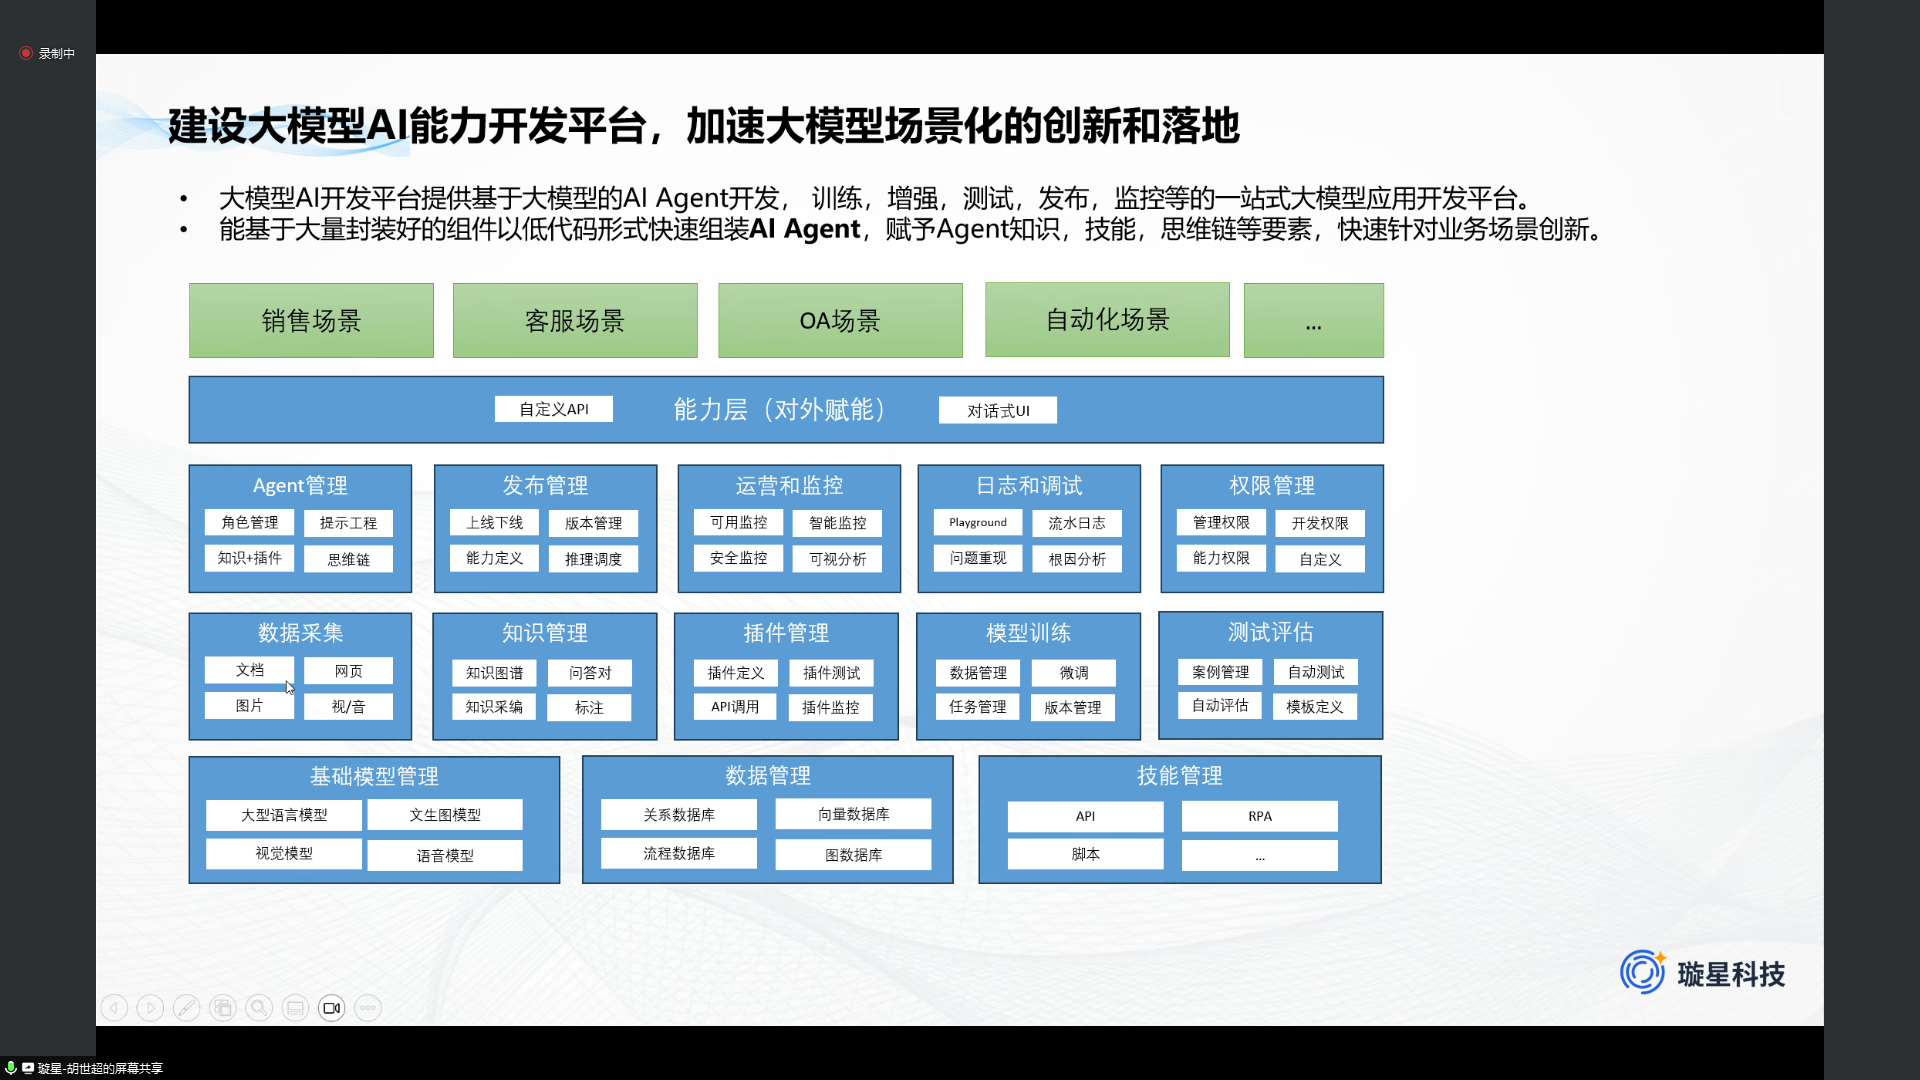 录制中
建设大模型AI能力开发平台，加速大模型场景化的创新和落地
• 大模型AI开发平台提供基于大模型的AI Agent开发， 训练，增强，测试，发布，监控等的一站式大模型应用开发平台。
• 能基于大量封装好的组件以低代码形式快速组装AI Agent，赋予Agent知识，技能，思维链等要素，快速针对业务场景创新。
销售场景 客服场景 OA场景 自动化场景 ...
自定义API 能力层（对外赋能） 对话式UI
Agent管理 发布管理 运营和监控 日志和调试 权限管理
角色管理 提示工程 上线下线 版本管理 可用监控 智能监控 Playground 流水日志 管理权限 开发权限
知识+插件 思维链 能力定义 推理调度 安全监控 可视分析 问题重现 根因分析 能力权限 自定义
数据采集 知识管理 插件管理 模型训练 测试评估
文档 网页 知识图谱 问答对 插件定义 插件测试 数据管理 微调 案例管理 自动测试
图片 视/音 知识采编 标注 API调用 插件监控 任务管理 版本管理 自动评估 模板定义
基础模型管理 数据管理 技能管理
大型语言模型 文生图模型 关系数据库 向量数据库 API RPA
视觉模型 语音模型 流程数据库 图数据库 脚本 ...
璇星科技
璇星-胡世超的屏幕共享